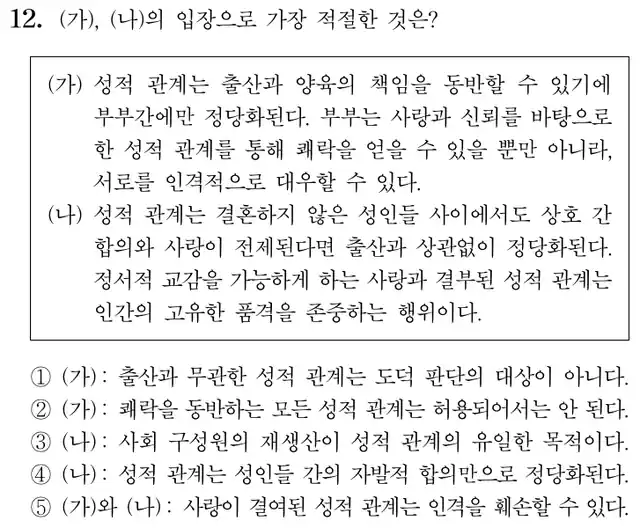 12. (가), (나)의 입장으로 가장 적절한 것은?
(가) 성적 관계는 출산과 양육의 책임을 동반할 수 있기에
부부간에만 정당화된다. 부부는 사랑과 신뢰를 바탕으로
한 성적 관계를 통해 쾌락을 얻을 수 있을 뿐만 아니라,
서로를 인격적으로 대우할 수 있다.
(나) 성적 관계는 결혼하지 않은 성인들 사이에서도 상호 간
합의와 사랑이 전제된다면 출산과 상관없이 정당화된다.
정서적 교감을 가능하게 하는 사랑과 결부된 성적 관계는
인간의 고유한 품격을 존중하는 행위이다.
① (가): 출산과 무관한 성적 관계는 도덕 판단의 대상이 아니다.
② (가): 쾌락을 동반하는 모든 성적 관계는 허용되어서는 안 된다.
③ (나): 사회 구성원의 재생산이 성적 관계의 유일한 목적이다.
④ (나): 성적 관계는 성인들 간의 자발적 합의만으로 정당화된다.
⑤ (가)와 (나): 사랑이 결여된 성적 관계는 인격을 훼손할 수 있다.